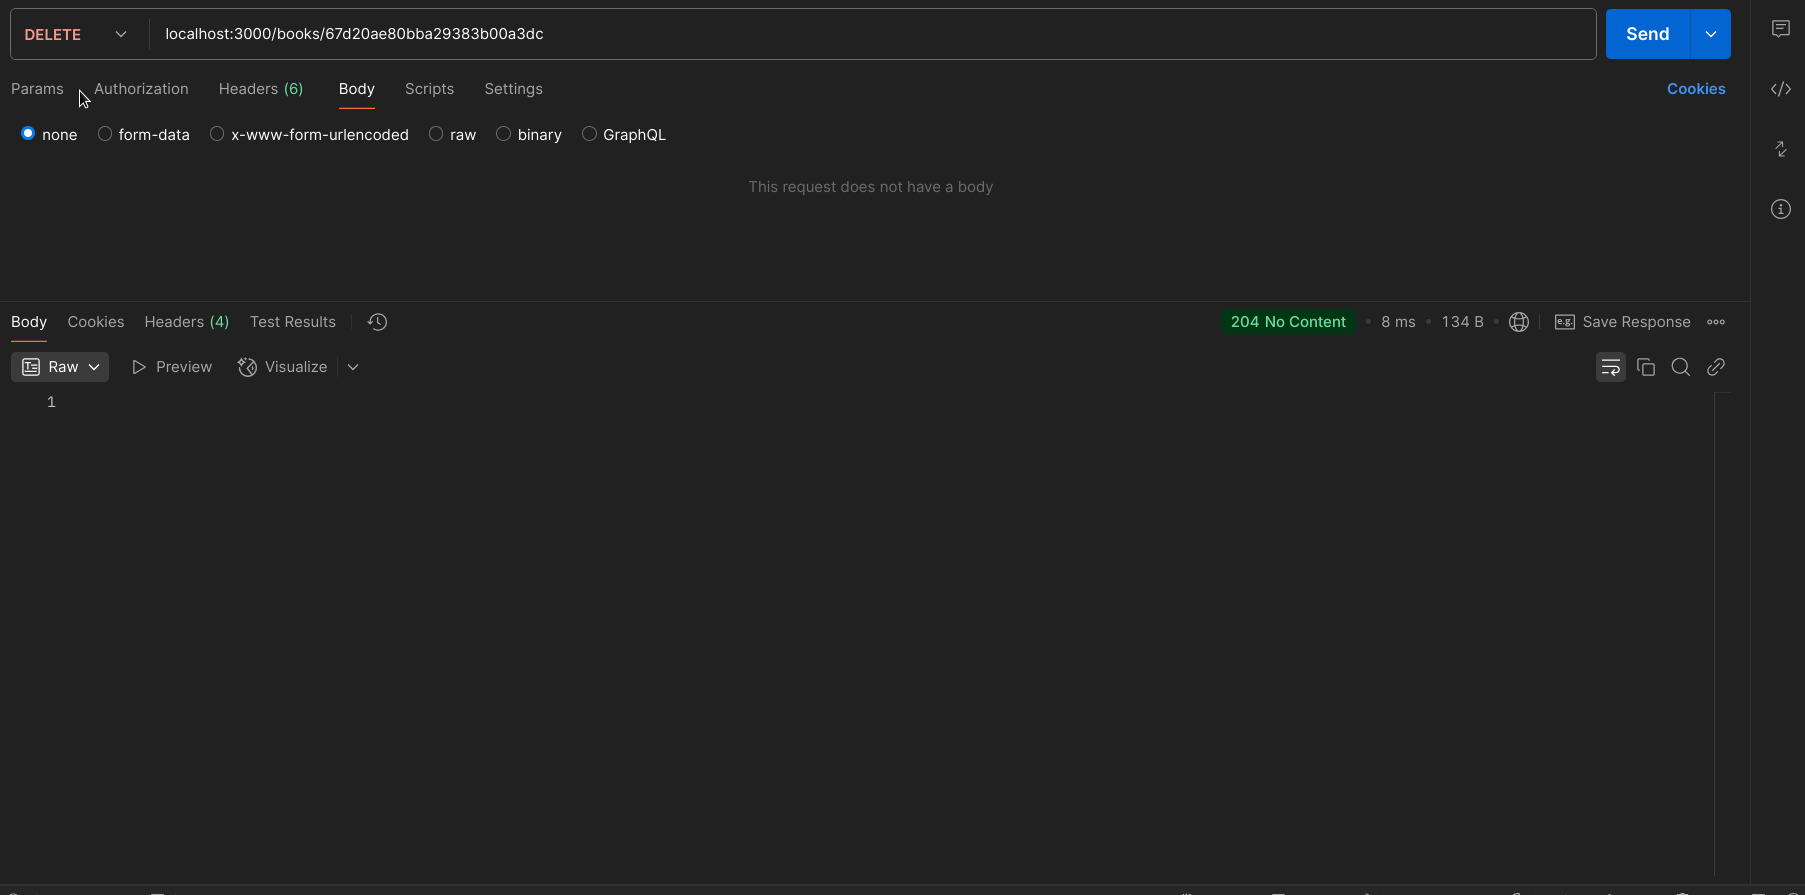 DELETE localhost:3000/books/67d20ae80bba29383b00a3dc Send
Params Authorization Headers (6) Body Scripts Settings Cookies
none form-data x-www-form-urlencoded raw binary GraphQL
This request does not have a body
Body Cookies Headers (4) Test Results 204 No Content 8 ms 134 B e.g. Save Response
Raw Preview Visualize
1